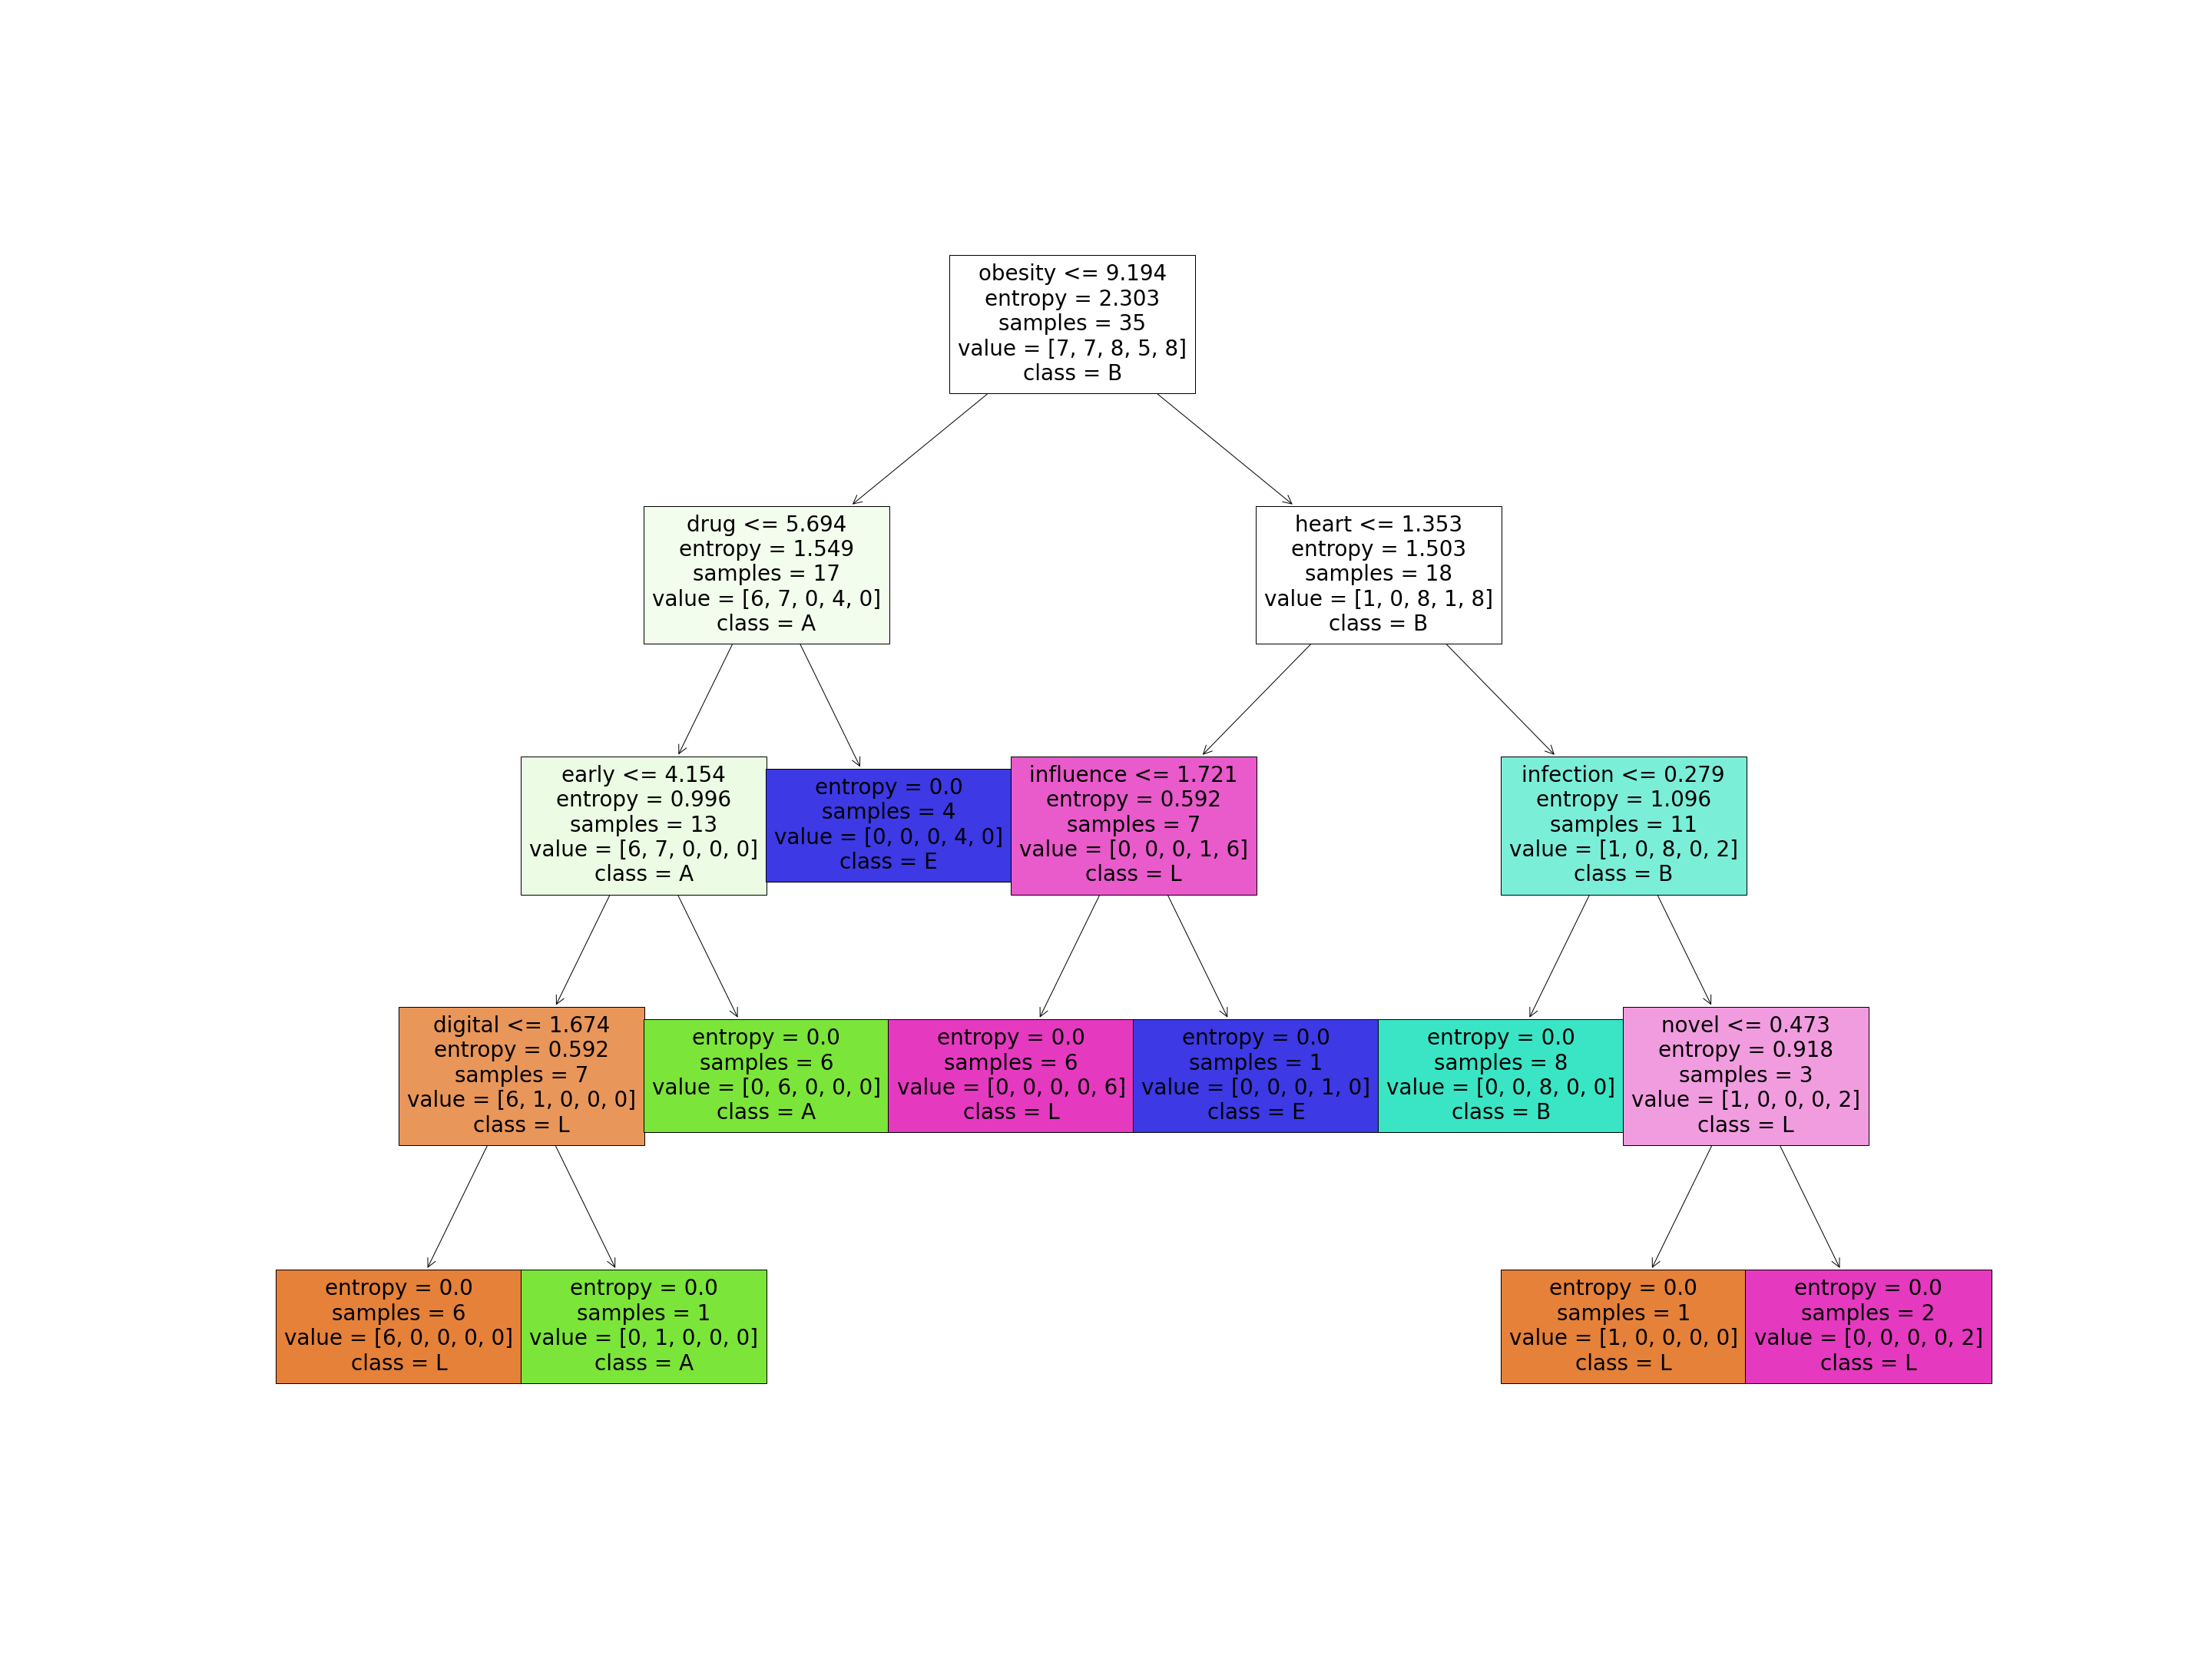 obesity <= 9.194
entropy = 2.303
samples = 35
value = [7, 7, 8, 5, 8]
class = B
drug <= 5.694
entropy = 1.549
samples = 17
value = [6, 7, 0, 4, 0]
class = A
heart <= 1.353
entropy = 1.503
samples = 18
value = [1, 0, 8, 1, 8]
class = B
early <= 4.154
entropy = 0.996
samples = 13
value = [6, 7, 0, 0, 0]
class = A
entropy = 0.0
samples = 4
value = [0, 0, 0, 4, 0]
class = E
influence <= 1.721
entropy = 0.592
samples = 7
value = [0, 0, 0, 1, 6]
class = L
infection <= 0.279
entropy = 1.096
samples = 11
value = [1, 0, 8, 0, 2]
class = B
digital <= 1.674
entropy = 0.592
samples = 7
value = [6, 1, 0, 0, 0]
class = L
entropy = 0.0
samples = 6
value = [0, 6, 0, 0, 0]
class = A
entropy = 0.0
samples = 6
value = [0, 0, 0, 0, 6]
class = L
entropy = 0.0
samples = 1
value = [0, 0, 0, 1, 0]
class = E
entropy = 0.0
samples = 8
value = [0, 0, 8, 0, 0]
class = B
novel <= 0.473
entropy = 0.918
samples = 3
value = [1, 0, 0, 0, 2]
class = L
entropy = 0.0
samples = 6
value = [6, 0, 0, 0, 0]
class = L
entropy = 0.0
samples = 1
value = [0, 1, 0, 0, 0]
class = A
entropy = 0.0
samples = 1
value = [1, 0, 0, 0, 0]
class = L
entropy = 0.0
samples = 2
value = [0, 0, 0, 0, 2]
class = L